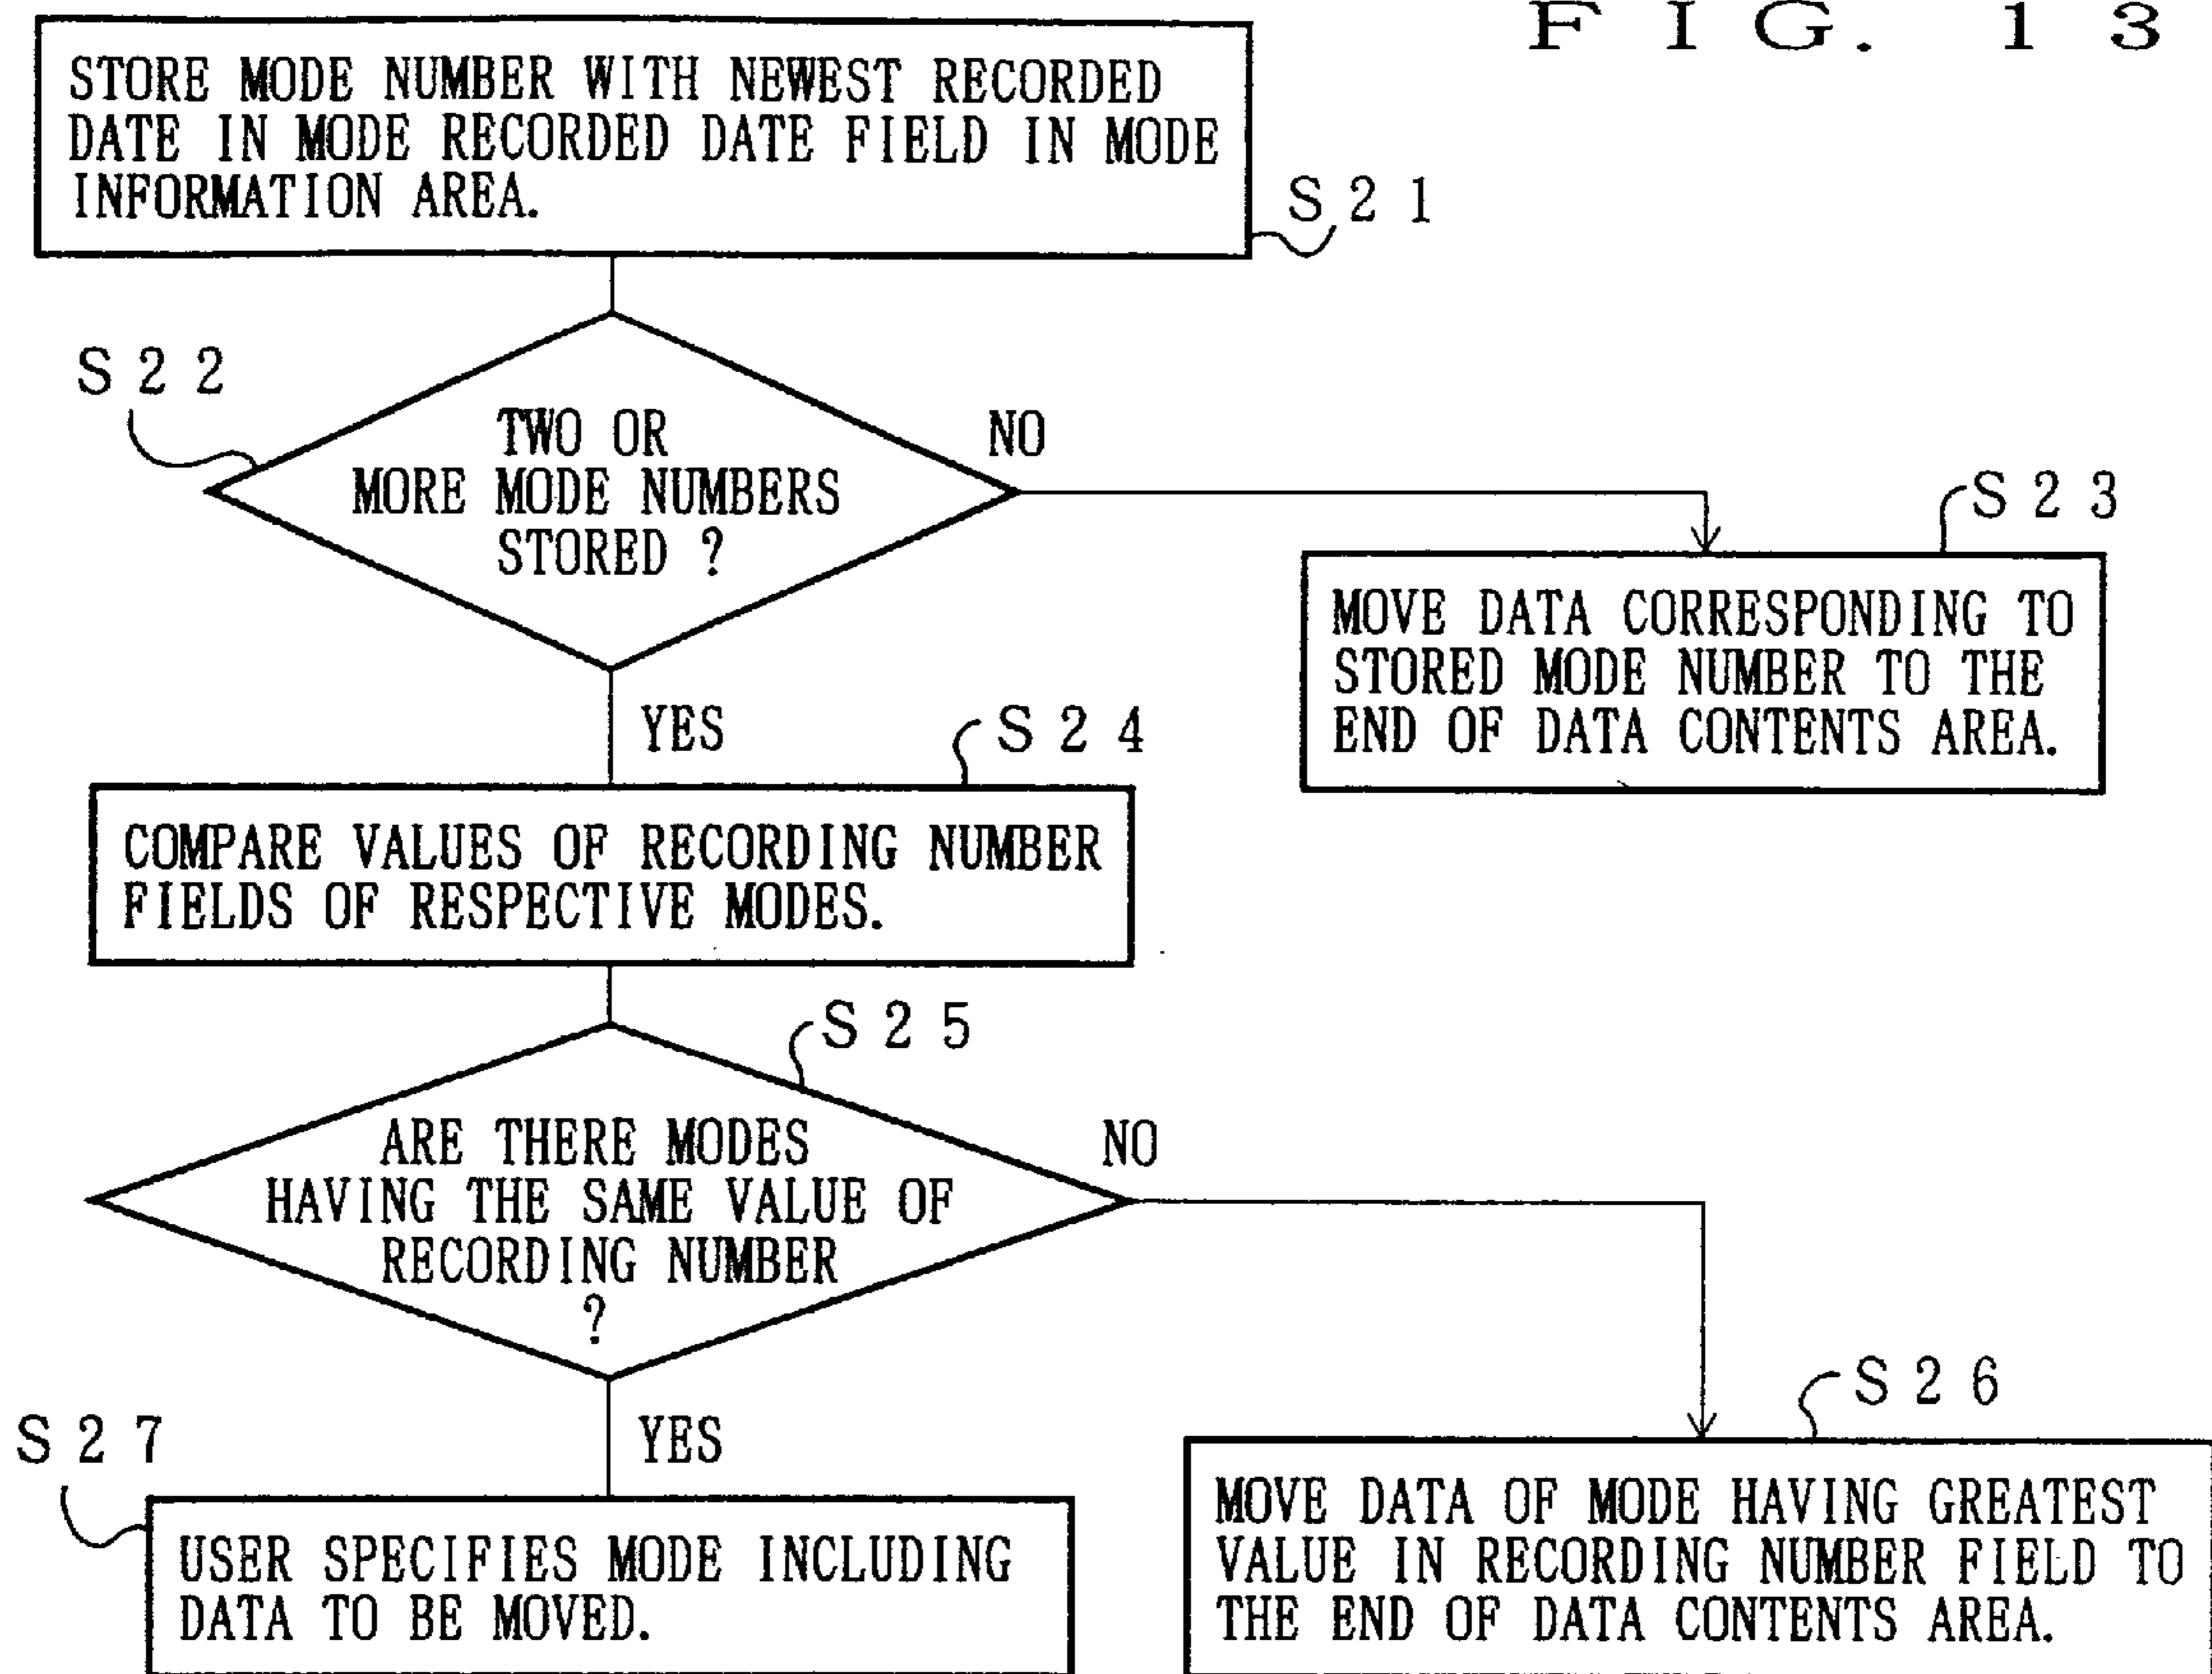 F I G .  1 3
STORE MODE NUMBER WITH NEWEST RECORDED
DATE IN MODE RECORDED DATE FIELD IN MODE
INFORMATION AREA.
S 2 1
S 2 2
TWO OR
MORE MODE NUMBERS
STORED ?
NO
S 2 3
MOVE DATA CORRESPONDING TO
STORED MODE NUMBER TO THE
END OF DATA CONTENTS AREA.
YES
S 2 4
COMPARE VALUES OF RECORDING NUMBER
FIELDS OF RESPECTIVE MODES.
S 2 5
ARE THERE MODES
HAVING THE SAME VALUE OF
RECORDING NUMBER
?
NO
S 2 6
MOVE DATA OF MODE HAVING GREATEST
VALUE IN RECORDING NUMBER FIELD TO
THE END OF DATA CONTENTS AREA.
YES
S 2 7
USER SPECIFIES MODE INCLUDING
DATA TO BE MOVED.